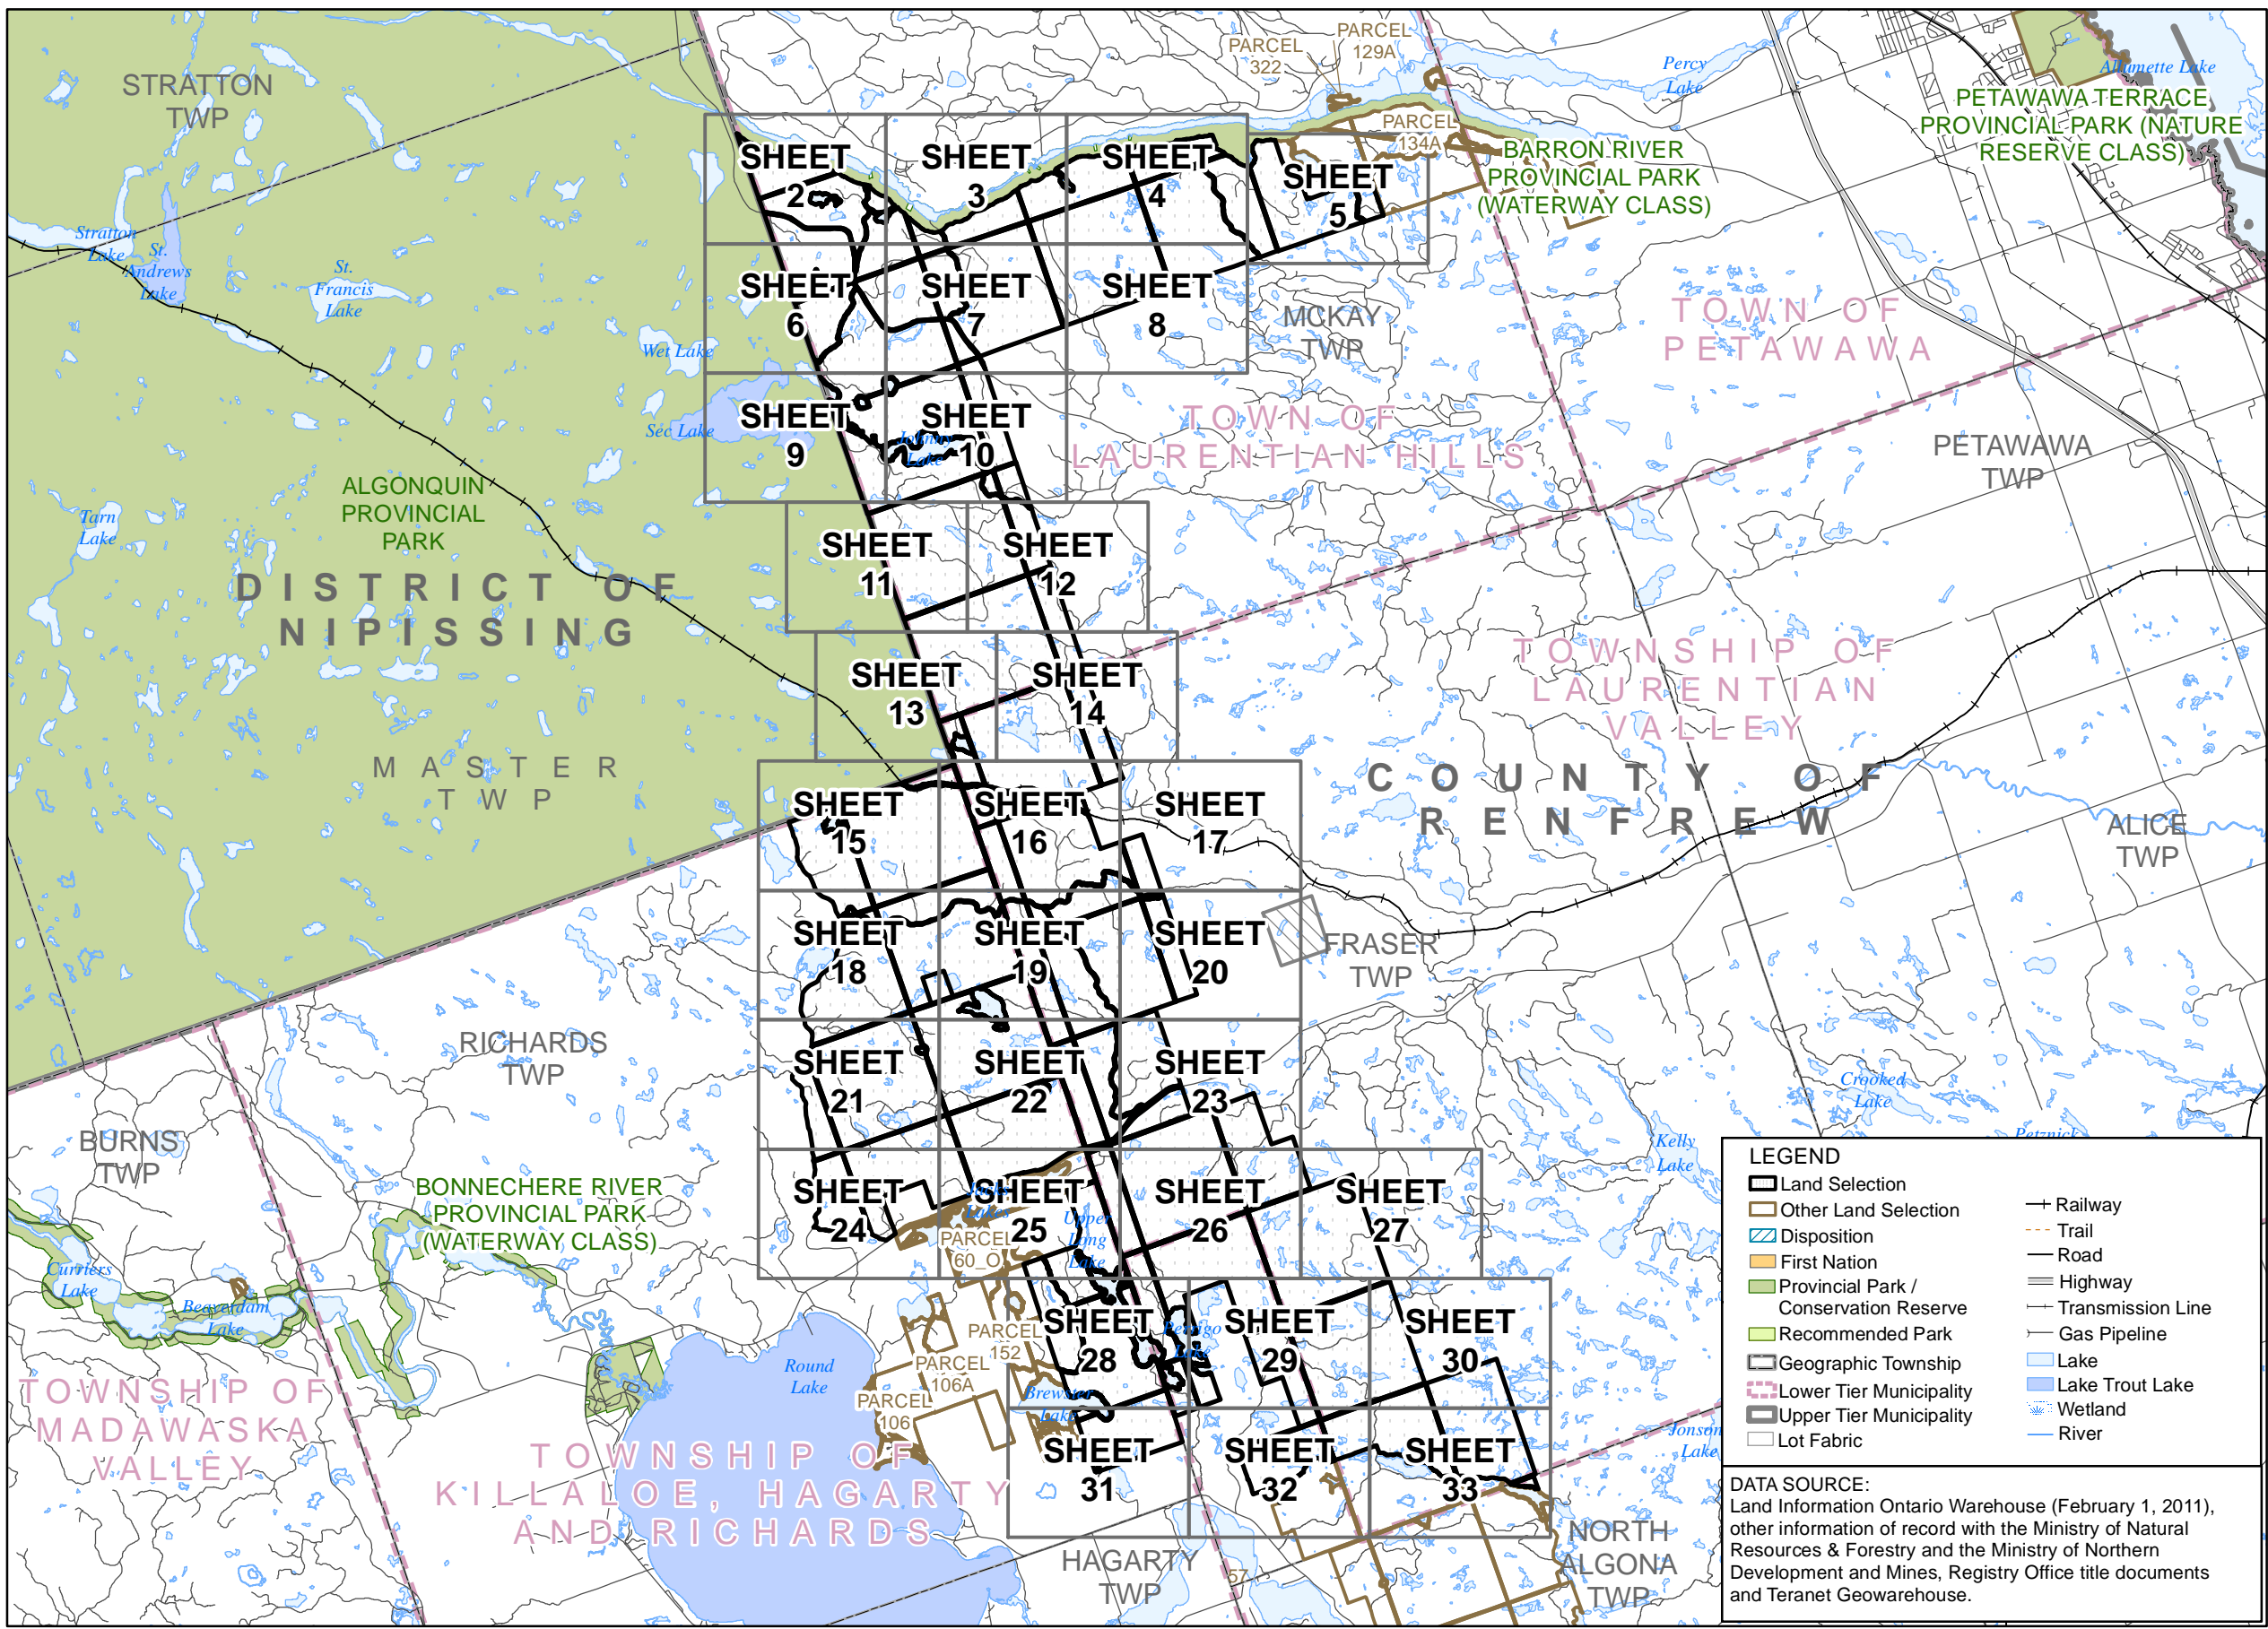 PARCEL
129A
PARCEL
322
Percy
Lake
Allumette Lake
STRATTON
TWP
PETAWAWA TERRACE
PROVINCIAL PARK (NATURE
RESERVE CLASS)
PARCEL
134A
BARRON RIVER
PROVINCIAL PARK
(WATERWAY CLASS)
SHEET
2
SHEET
3
SHEET
4
SHEET
5
Stratton
Lake
St.
Andrews
Lake
St.
Francis
Lake
SHEET
6
SHEET
7
SHEET
8
MCKAY
TWP
TOWN OF
PETAWAWA
Wet Lake
Sec Lake
SHEET
9
SHEET
10
Johnny
Lake
TOWN OF
LAURENTIAN HILLS
PETAWAWA
TWP
ALGONQUIN
PROVINCIAL
PARK
Tarn
Lake
DISTRICT OF
NIPISSING
SHEET
11
SHEET
12
SHEET
13
SHEET
14
TOWNSHIP OF
LAURENTIAN
VALLEY
MASTER
TWP
COUNTY OF
RENFREW
SHEET
15
SHEET
16
SHEET
17
ALICE
TWP
SHEET
18
SHEET
19
SHEET
20
FRASER
TWP
RICHARDS
TWP
SHEET
21
SHEET
22
SHEET
23
Crooked
Lake
Petznick
Kelly
Lake
BURNS
TWP
BONNECHERE RIVER
PROVINCIAL PARK
(WATERWAY CLASS)
SHEET
24
Jacks
Lakes
SHEET
25
Upper
Long
Lake
SHEET
26
SHEET
27
PARCEL
60_O
Curriers
Lake
Beaverdam
Lake
Round
Lake
PARCEL
152
PARCEL
106A
PARCEL
106
SHEET
28
Perrigo
Lake
SHEET
29
SHEET
30
Brewster
Lake
SHEET
31
SHEET
32
SHEET
33
Jonson
Lake
TOWNSHIP OF
MADAWASKA
VALLEY
TOWNSHIP OF
KILLALOE, HAGARTY
AND RICHARDS
HAGARTY
TWP
57
NORTH
ALGONA
TWP
LEGEND
Land Selection
Other Land Selection
Disposition
First Nation
Provincial Park /
Conservation Reserve
Recommended Park
Geographic Township
Lower Tier Municipality
Upper Tier Municipality
Lot Fabric
Railway
Trail
Road
Highway
Transmission Line
Gas Pipeline
Lake
Lake Trout Lake
Wetland
River
DATA SOURCE:
Land Information Ontario Warehouse (February 1, 2011),
other information of record with the Ministry of Natural
Resources & Forestry and the Ministry of Northern
Development and Mines, Registry Office title documents
and Teranet Geowarehouse.